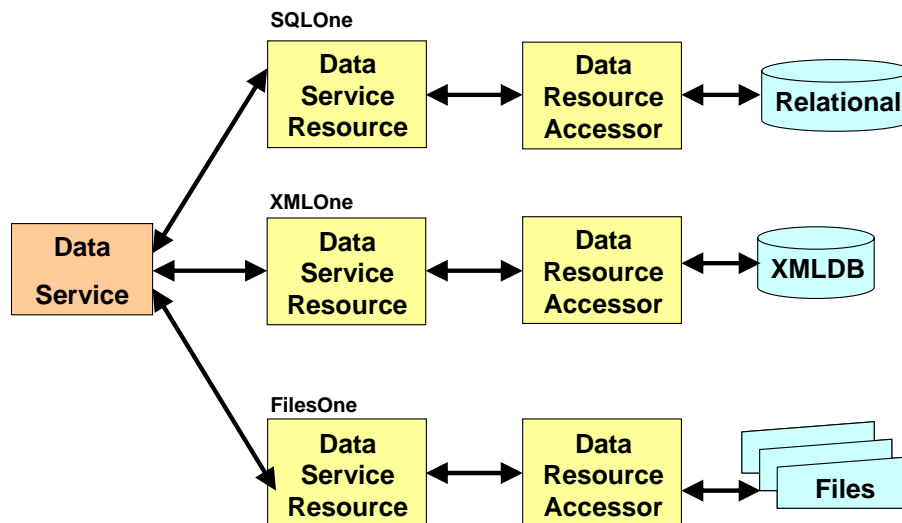 SQLOne
Data
Service
Resource
Data
Resource
Accessor
Relational
XMLOne
Data
Service
Data
Service
Resource
Data
Resource
Accessor
XMLDB
FilesOne
Data
Service
Resource
Data
Resource
Accessor
Files